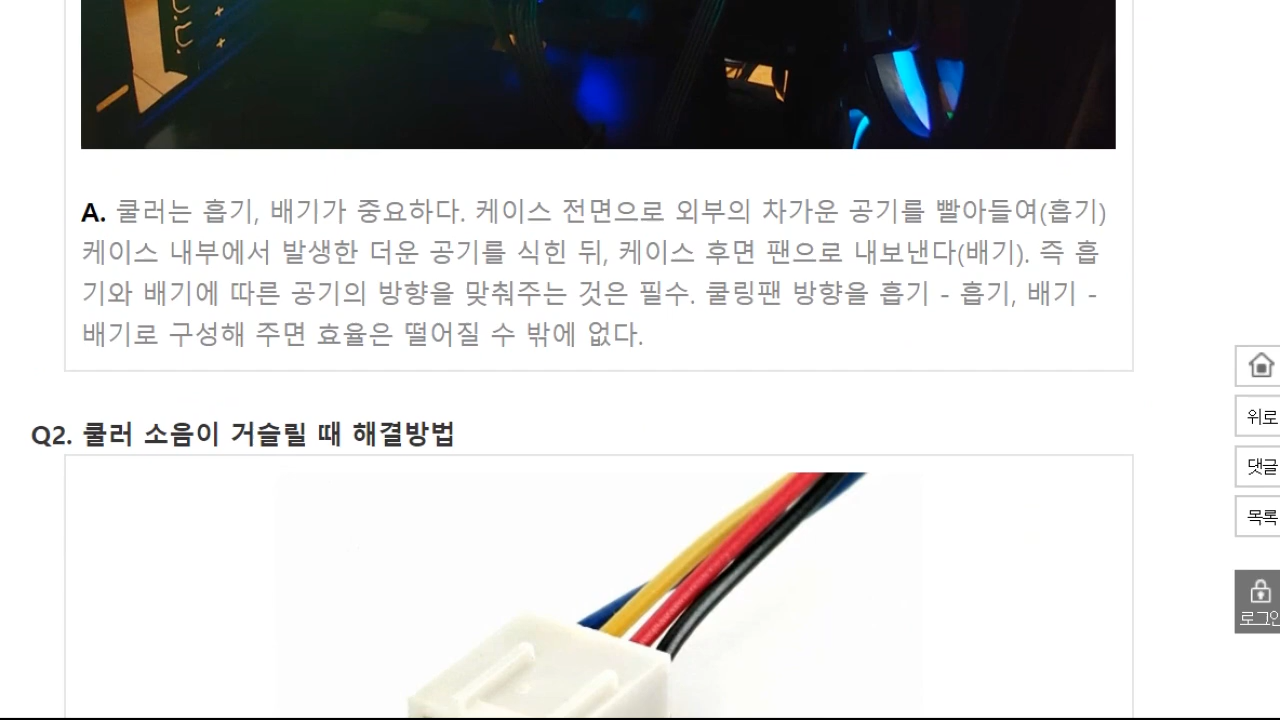 A. 쿨러는 흡기, 배기가 중요하다. 케이스 전면으로 외부의 차가운 공기를 빨아들여(흡기)
케이스 내부에서 발생한 더운 공기를 식힌 뒤, 케이스 후면 팬으로 내보낸다(배기). 즉 흡
기와 배기에 따른 공기의 방향을 맞춰주는 것은 필수. 쿨링팬 방향을 흡기 - 흡기, 배기 -
배기로 구성해 주면 효율은 떨어질 수 밖에 없다.
Q2. 쿨러 소음이 거슬릴 때 해결방법
위로
댓글
목록
로그인